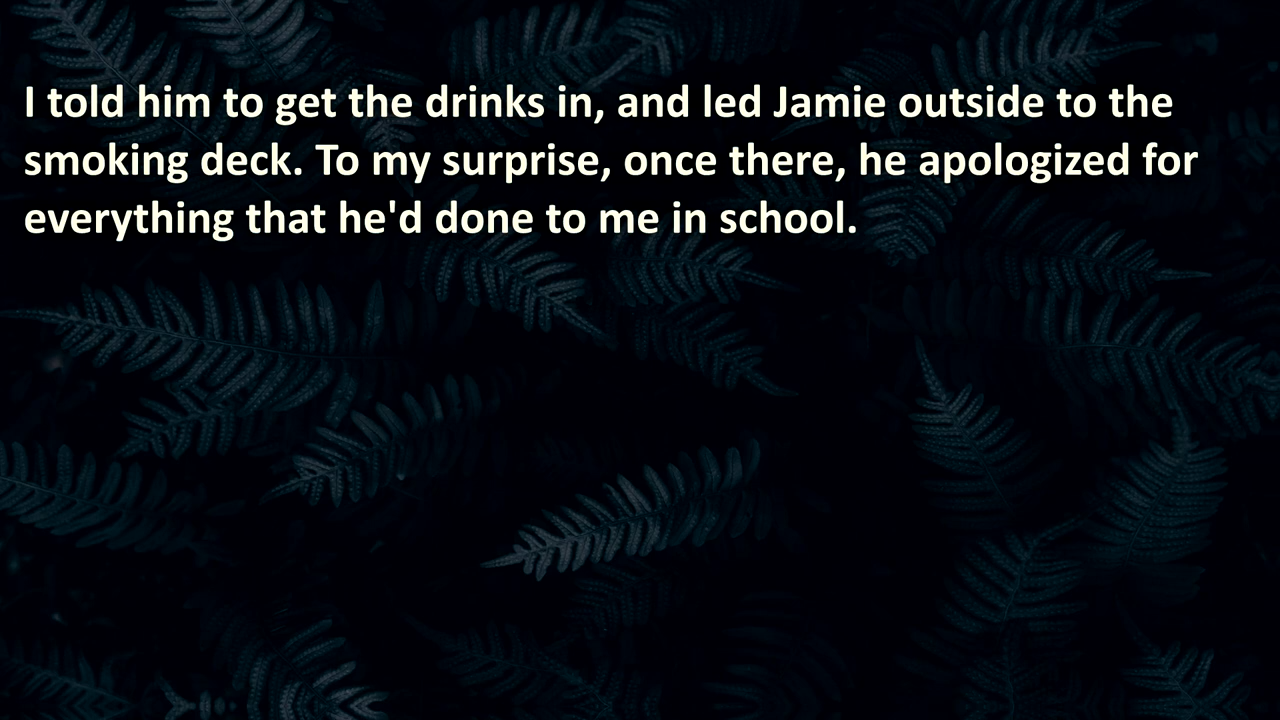 I told him to get the drinks in, and led Jamie outside to the
smoking deck. To my surprise, once there, he apologized for
everything that he'd done to me in school.